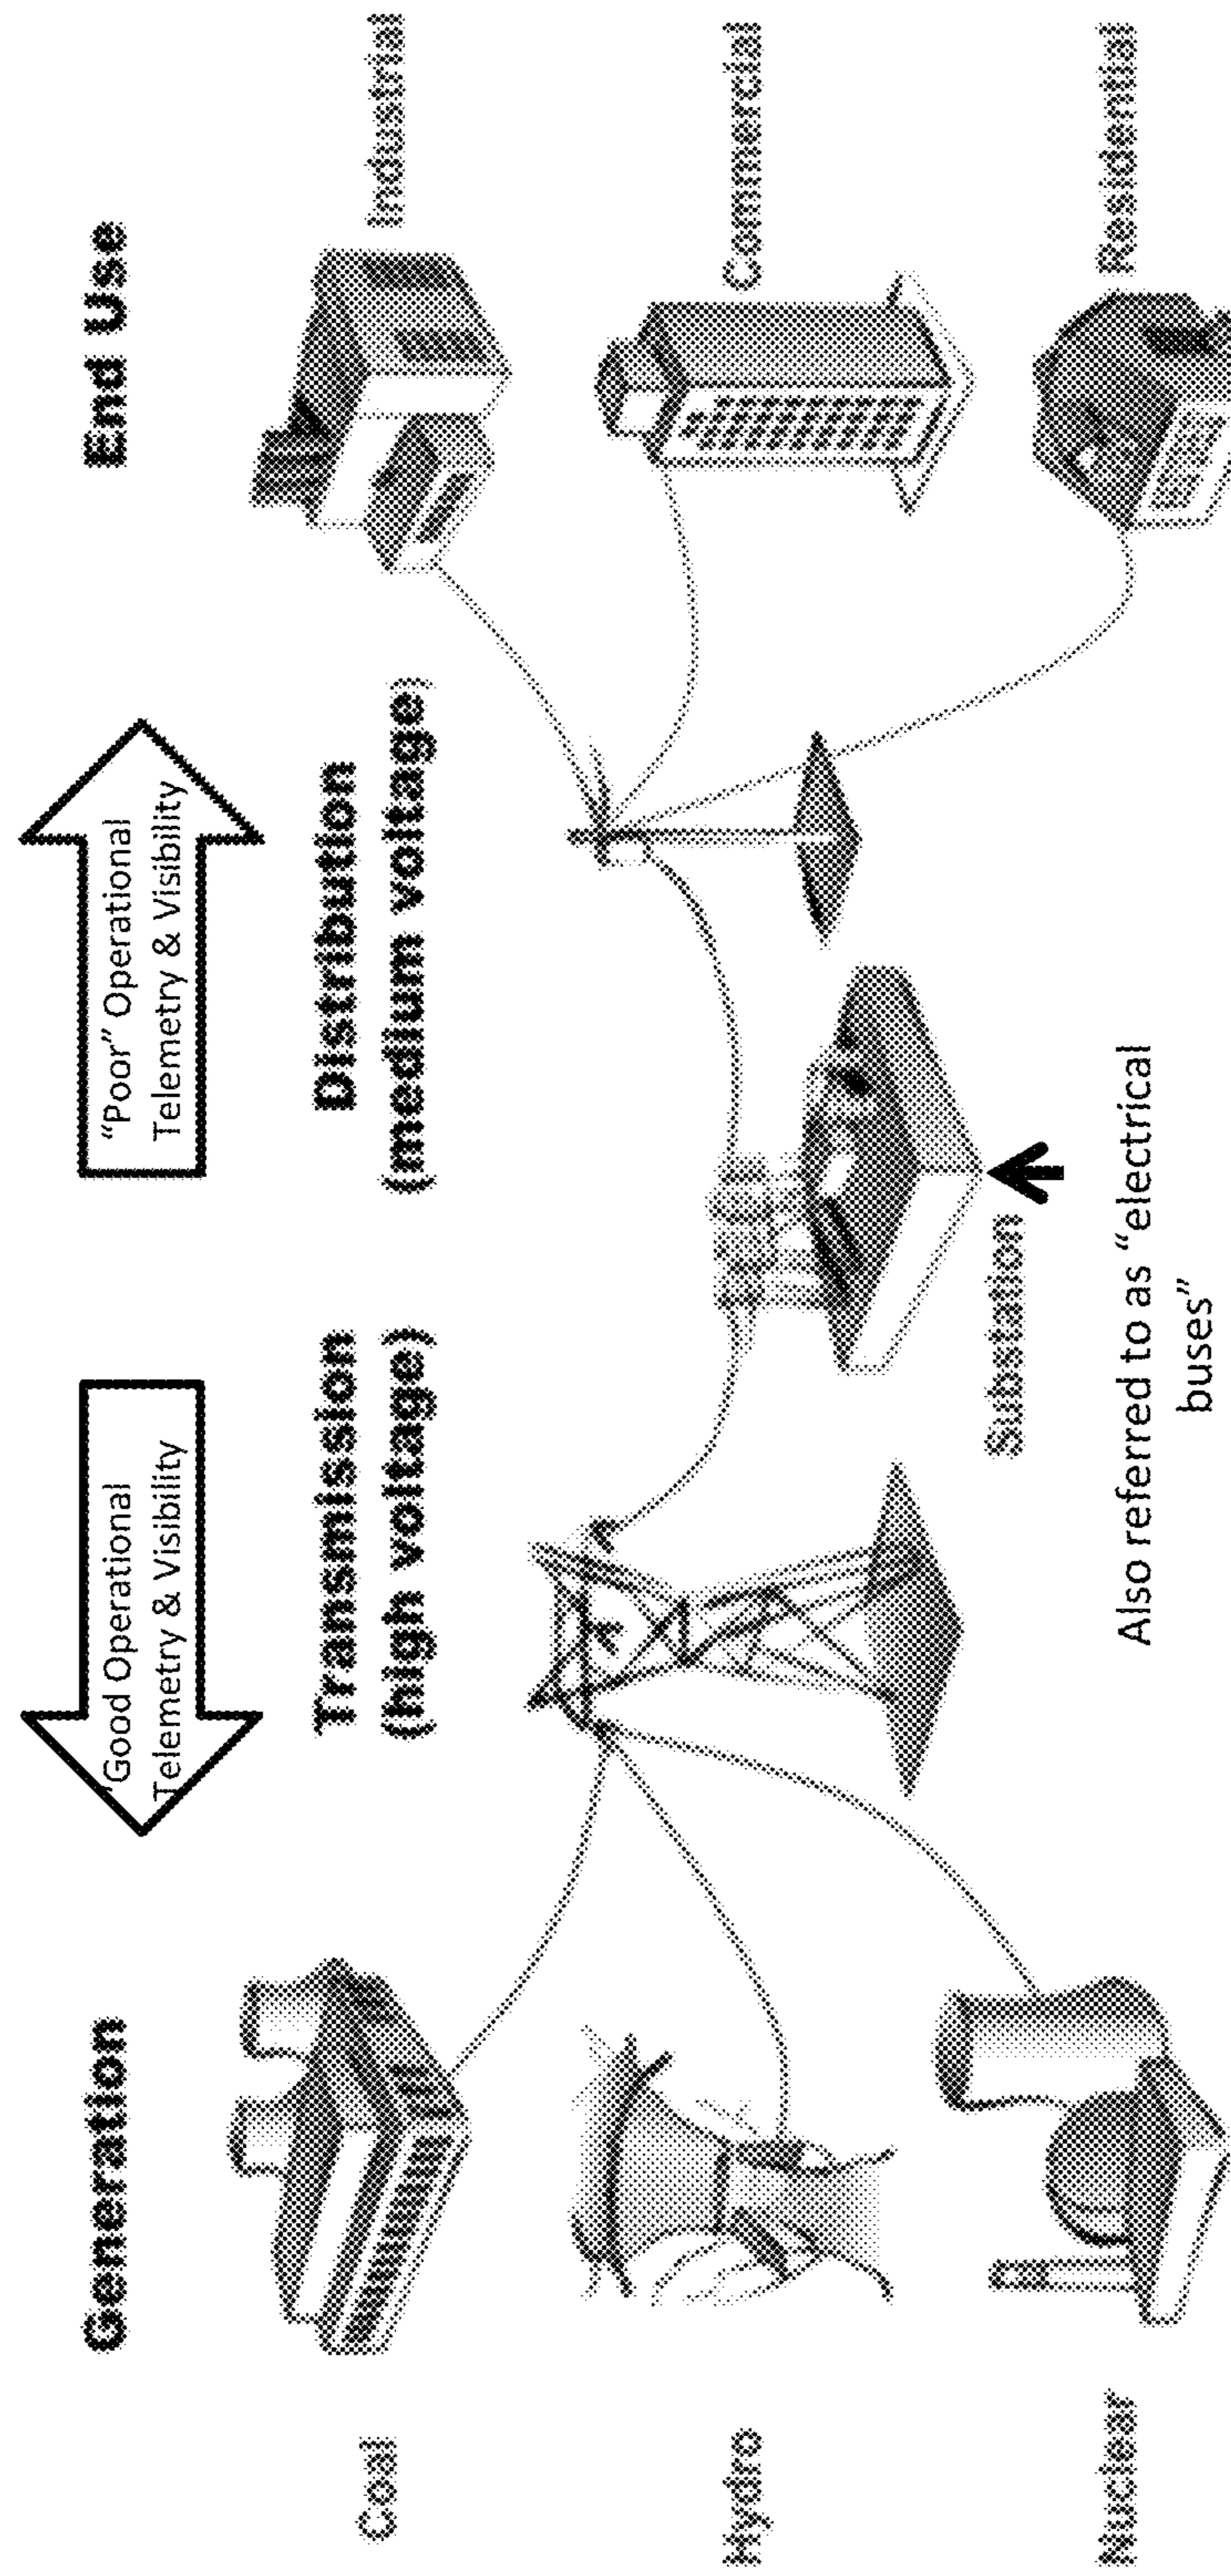 Generation
"Good Operational
Telemetry & Visibility
"Poor" Operational
Telemetry & Visibility
End Use
Transmission
(high voltage)
Distribution
(medium voltage)
Coal
Industrial
Hydro
Commercial
Nuclear
Substation
Residential
Also referred to as "electrical
buses"